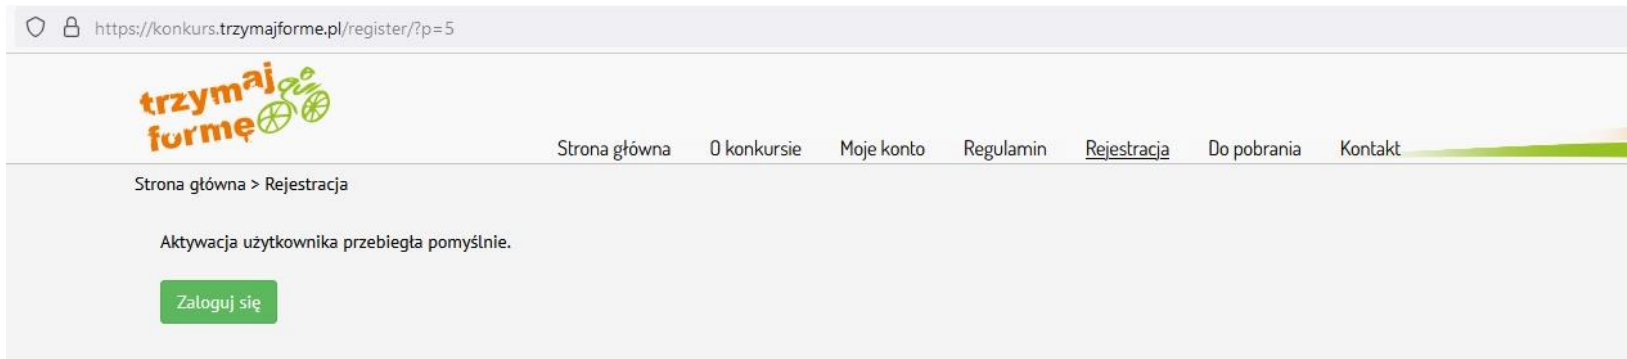 https://konkurs.trzymajforme.pl/register/?p=5
trzymaj
formę
Strona główna O konkursie Moje konto Regulamin Rejestracja Do pobrania Kontakt
Strona główna > Rejestracja
Aktywacja użytkownika przebiegła pomyślnie.
Zaloguj się